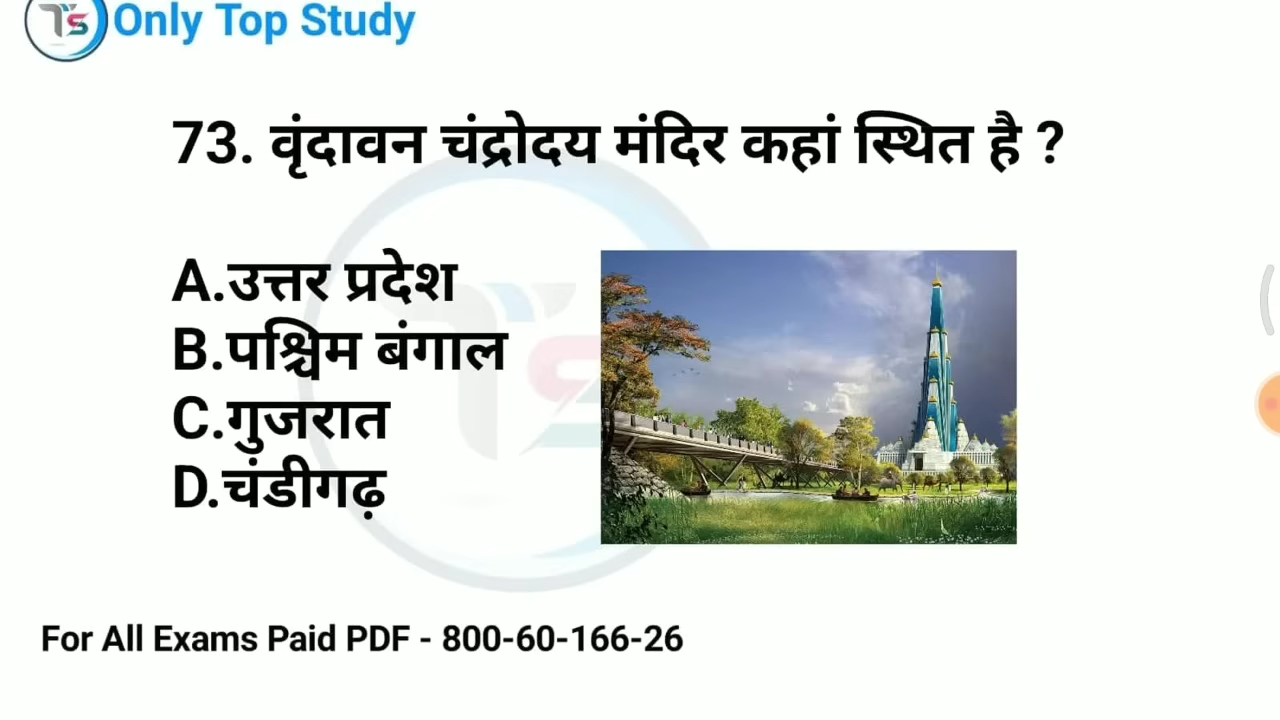 TS Only Top Study
73. वृंदावन चंद्रोदय मंदिर कहां स्थित है ?
A.उत्तर प्रदेश
B.पश्चिम बंगाल
C.गुजरात
D.चंडीगढ़
For All Exams Paid PDF - 800-60-166-26